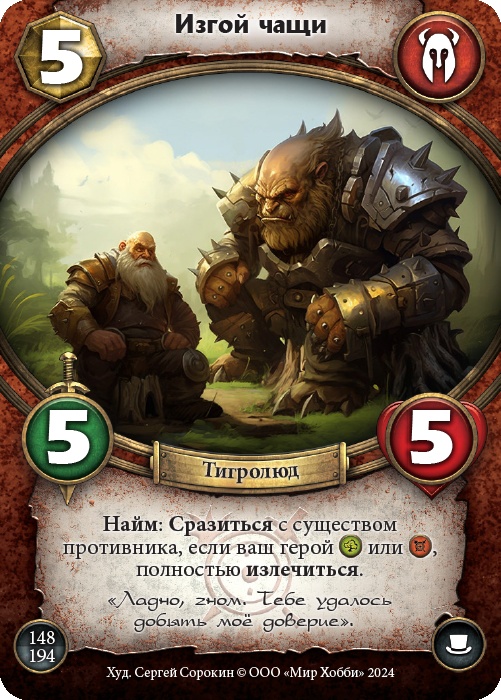 5
Изгой чащи
5
5
Тигролюд
Найм: Сразиться с существом
противника, если ваш герой или ,
полностью излечиться.
«Ладно, гном. Тебе удалось
добыть моё доверие».
148
194
Худ. Сергей Сорокин © ООО «Мир Хобби» 2024